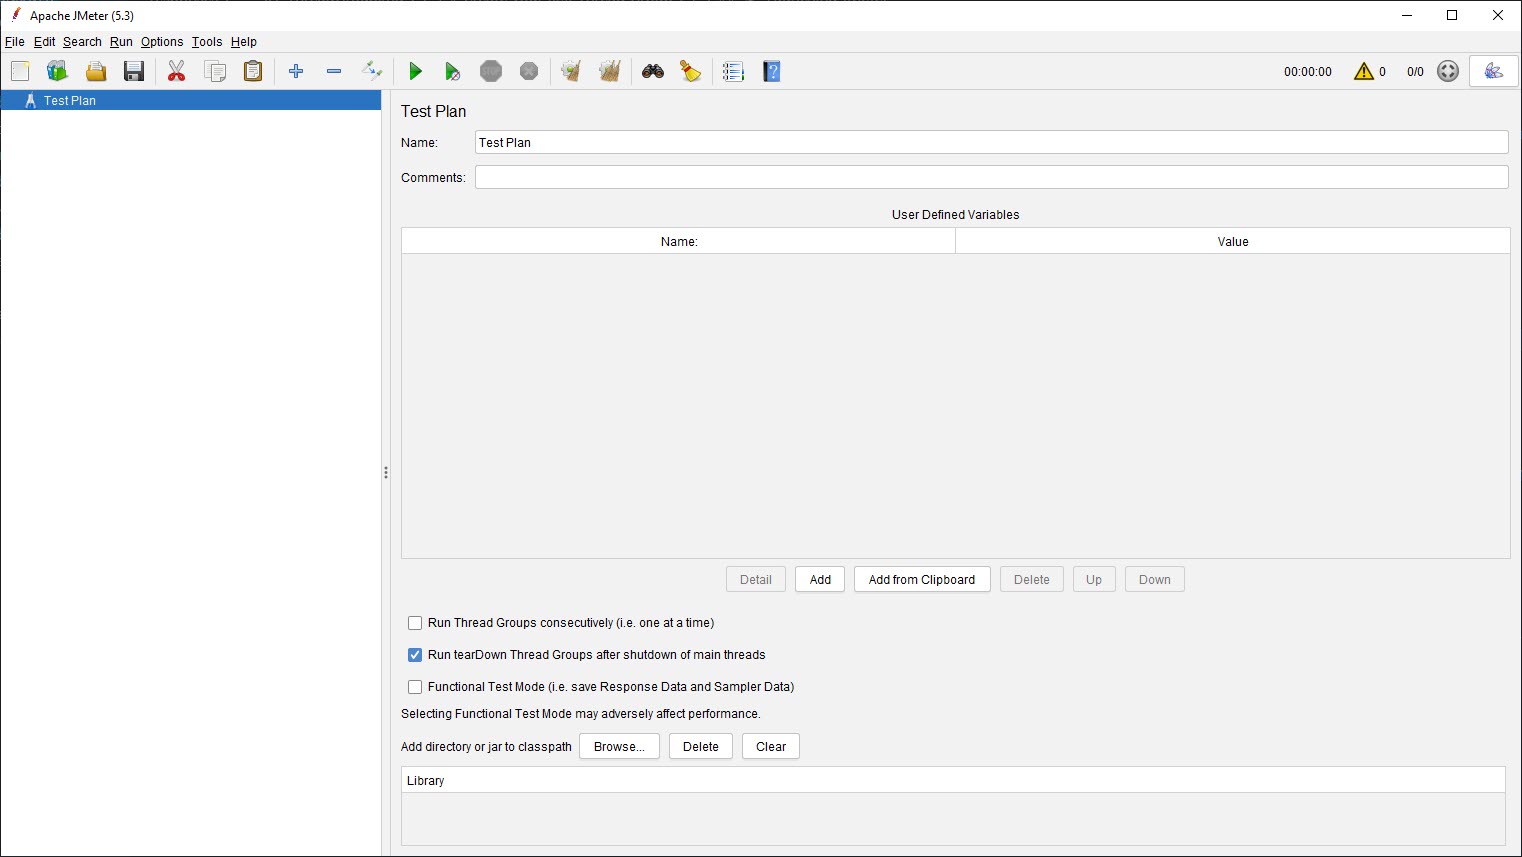 Apache JMeter (5.3)
File Edit Search Run Options Tools Help
STOP 00:00:00 0 0/0
Test Plan
Test Plan
Name: Test Plan
Comments:
User Defined Variables
Name: Value
Detail Add Add from Clipboard Delete Up Down
Run Thread Groups consecutively (i.e. one at a time)
Run tearDown Thread Groups after shutdown of main threads
Functional Test Mode (i.e. save Response Data and Sampler Data)
Selecting Functional Test Mode may adversely affect performance.
Add directory or jar to classpath Browse... Delete Clear
Library